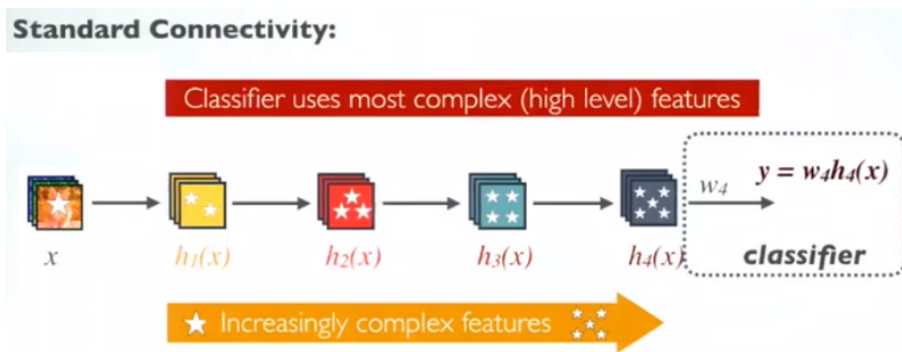 Standard Connectivity:
Classifier uses most complex (high level) features
w₄ y = w₄h₄(x)
x h₁(x) h₂(x) h₃(x) h₄(x) classifier
Increasingly complex features